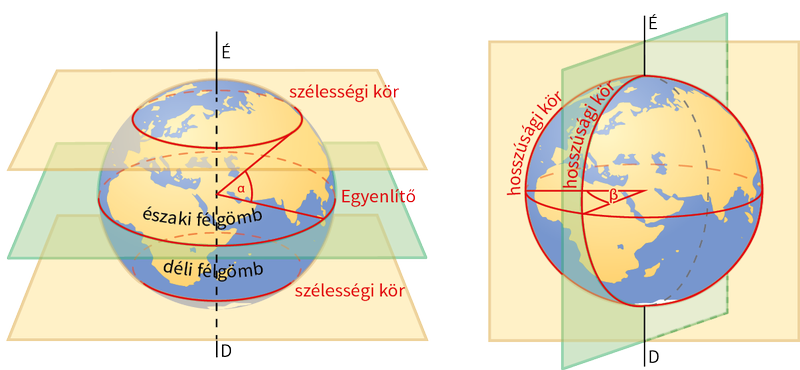 É
szélességi kör
α
Egyenlítő
északi félgömb
déli félgömb
szélességi kör
D
É
hosszúsági kör
hosszúsági kör
β
D